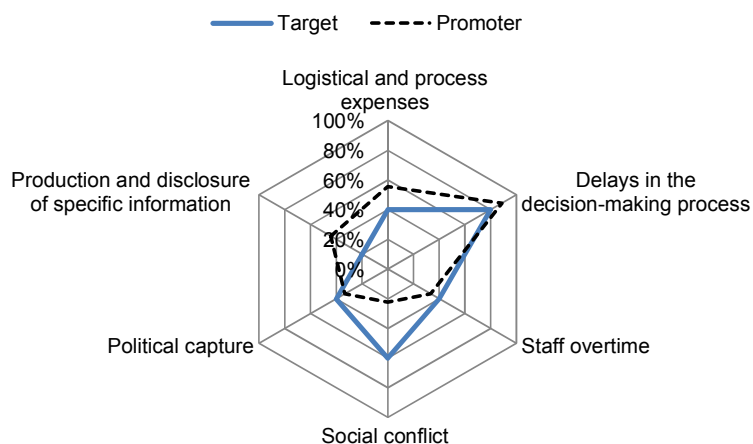 Target
Promoter
Logistical and process
expenses
100%
80%
60%
40%
20%
0%
Delays in the
decision-making process
Staff overtime
Social conflict
Political capture
Production and disclosure
of specific information